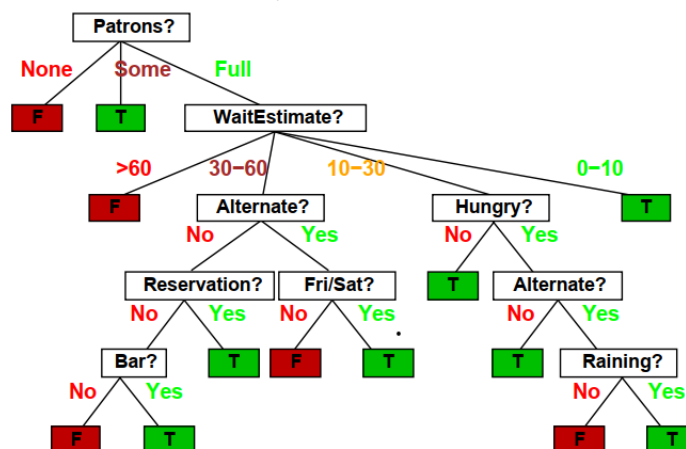 Patrons?
None Some Full
F T WaitEstimate?
>60 30−60 10−30 0−10
F Alternate? Hungry? T
No Yes No Yes
Reservation? Fri/Sat? T Alternate?
No Yes No Yes No Yes
Bar? T F T T Raining?
No Yes No Yes
F T F T